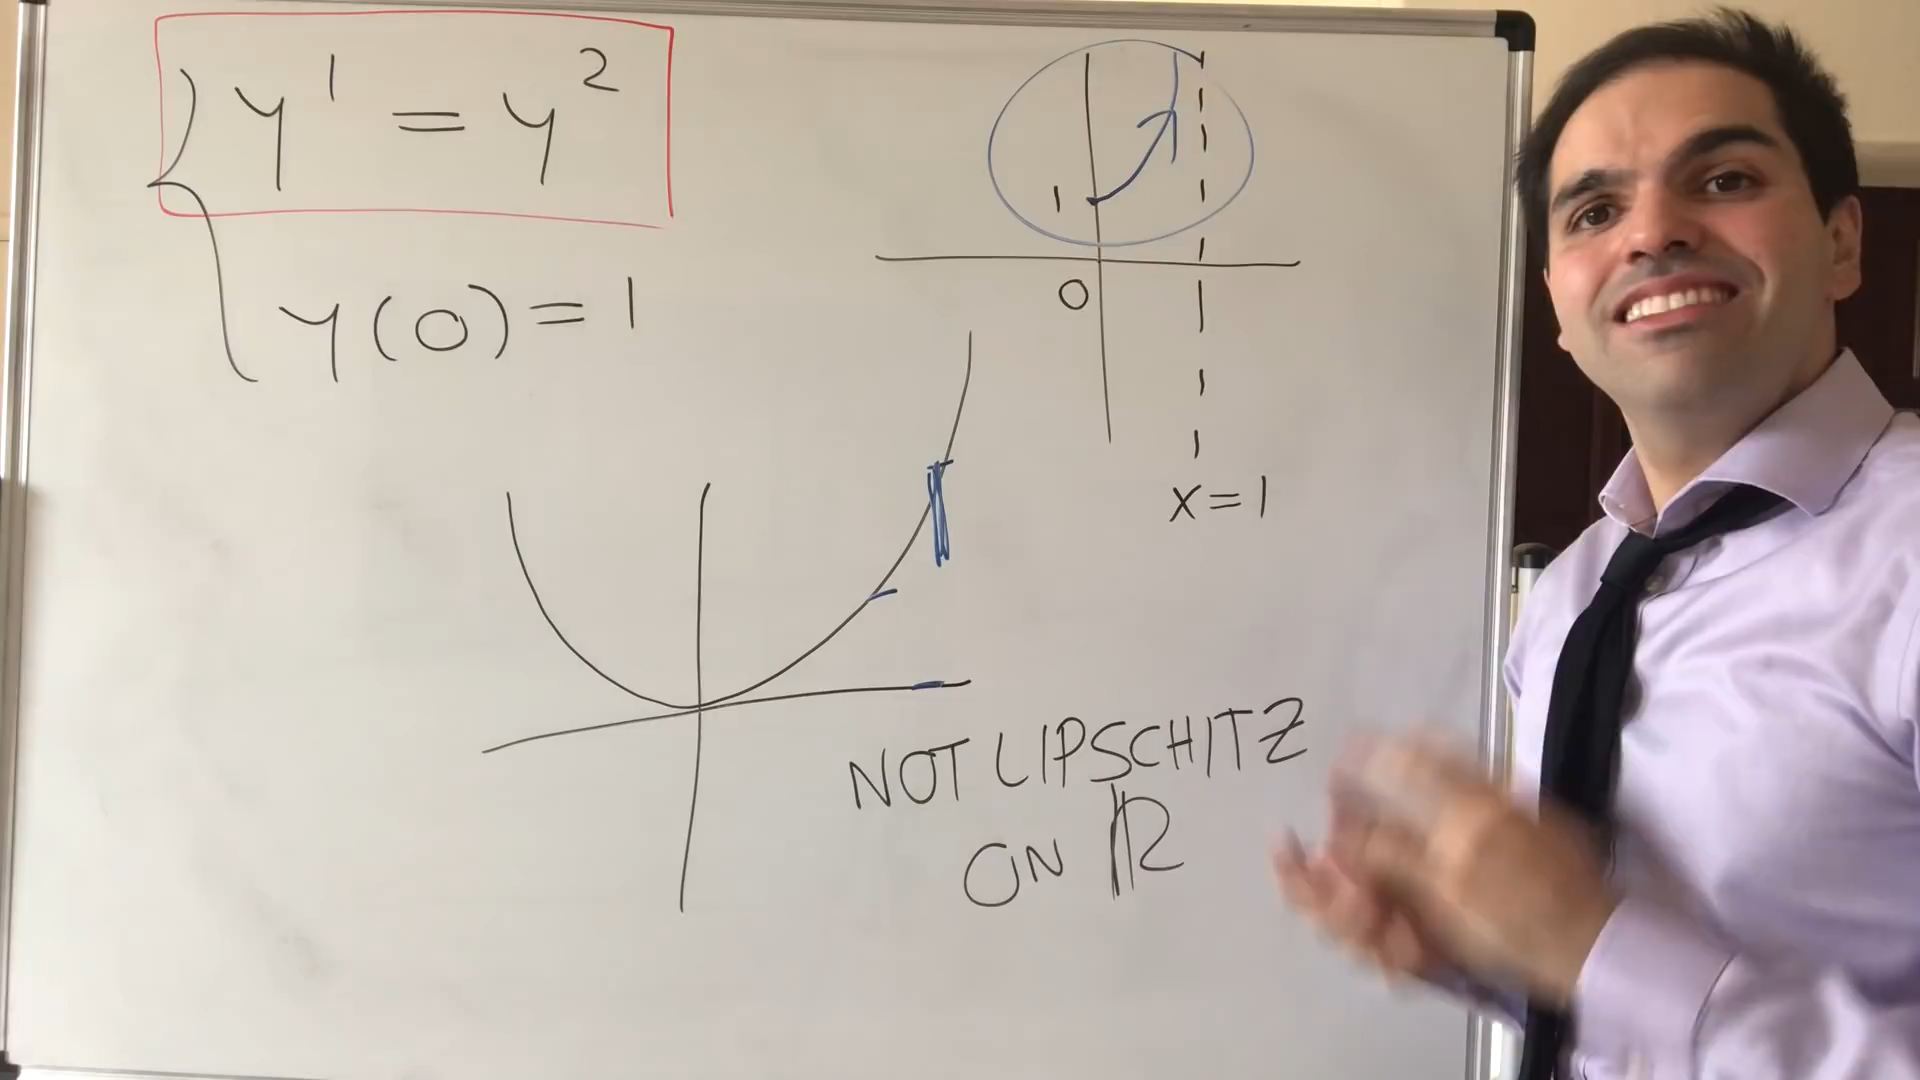 y' = y²
y(0) = 1
1
0
x = 1
NOT LIPSCHITZ
ON ℝ